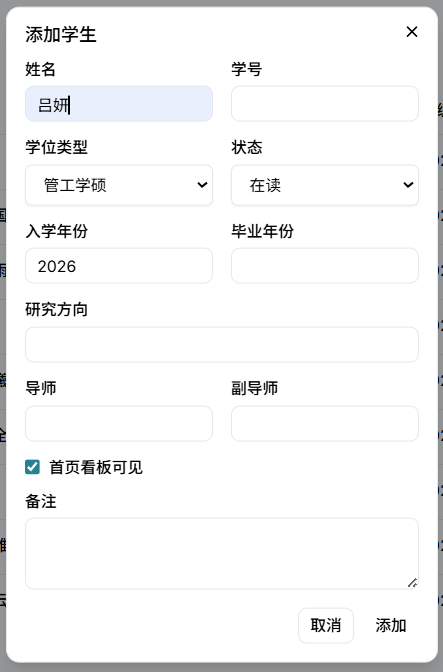 添加学生
姓名 学号
吕妍
学位类型 状态
管工学硕 在读
入学年份 毕业年份
2026
研究方向
导师 副导师
首页看板可见
备注
取消 添加